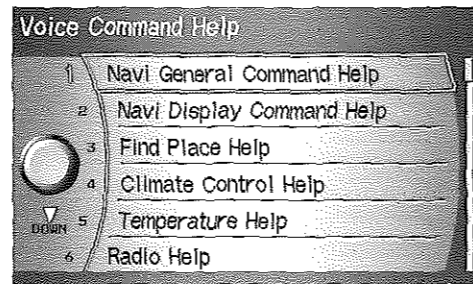 Voice Command Help
1 Navi General Command Help
2 Navi Display Command Help
3 Find Place Help
4 Climate Control Help
DOWN 5 Temperature Help
6 Radio Help